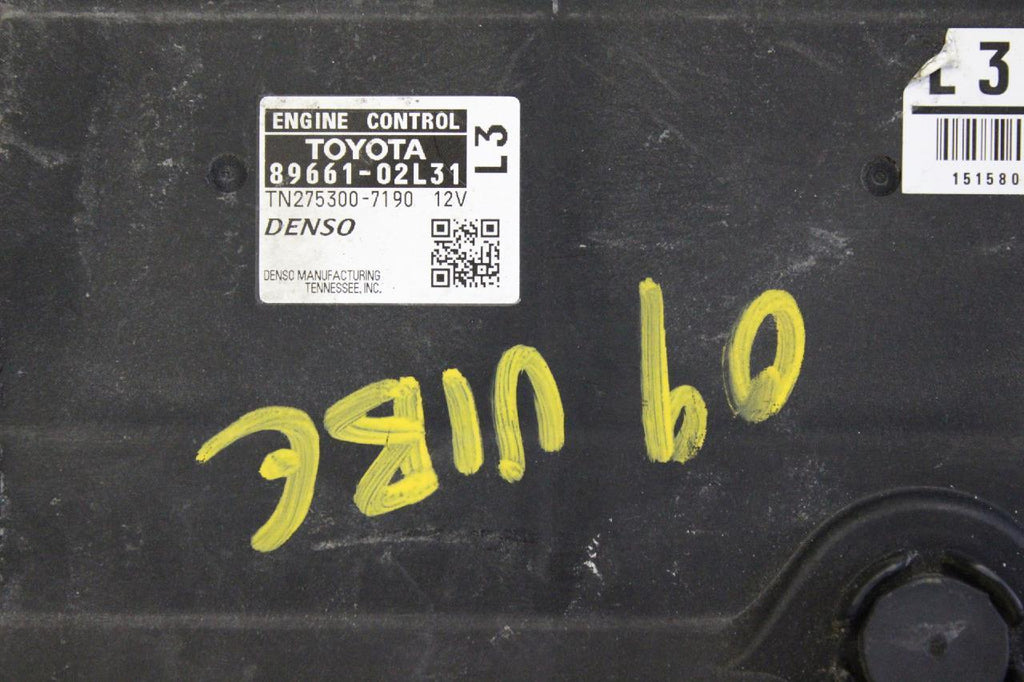 ENGINE CONTROL
TOYOTA
89661-02L31
L3
TN275300-7190 12V
DENSO
DENSO MANUFACTURING
TENNESSEE, INC.
L 3
151580
09 VIBE